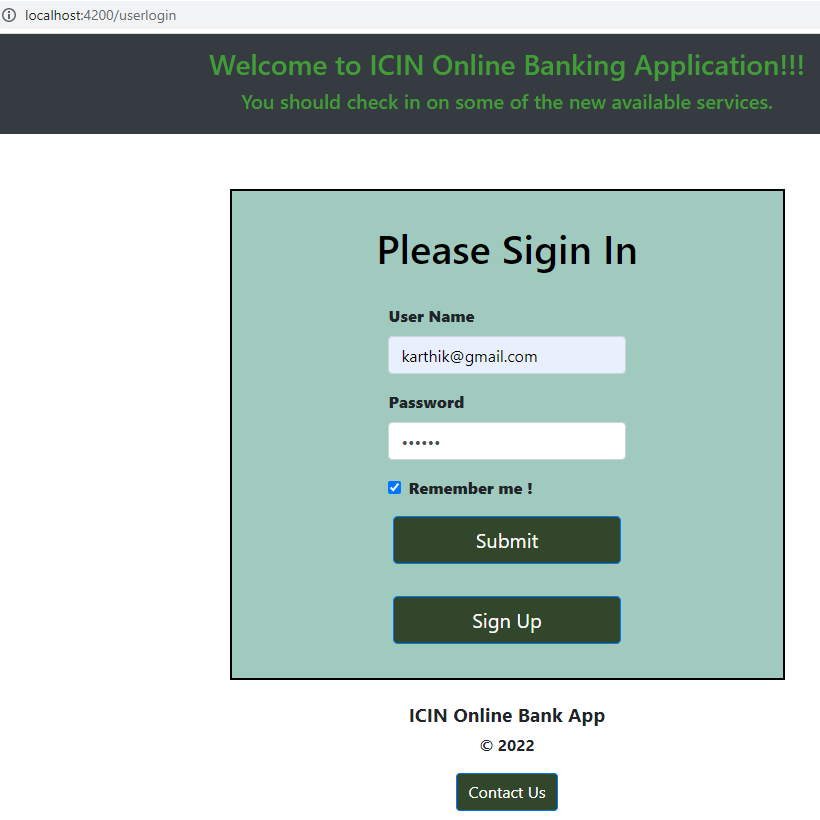 localhost:4200/userlogin
Welcome to ICIN Online Banking Application!!!
You should check in on some of the new available services.
Please Sigin In
User Name
karthik@gmail.com
Password
••••••
Remember me !
Submit
Sign Up
ICIN Online Bank App
© 2022
Contact Us